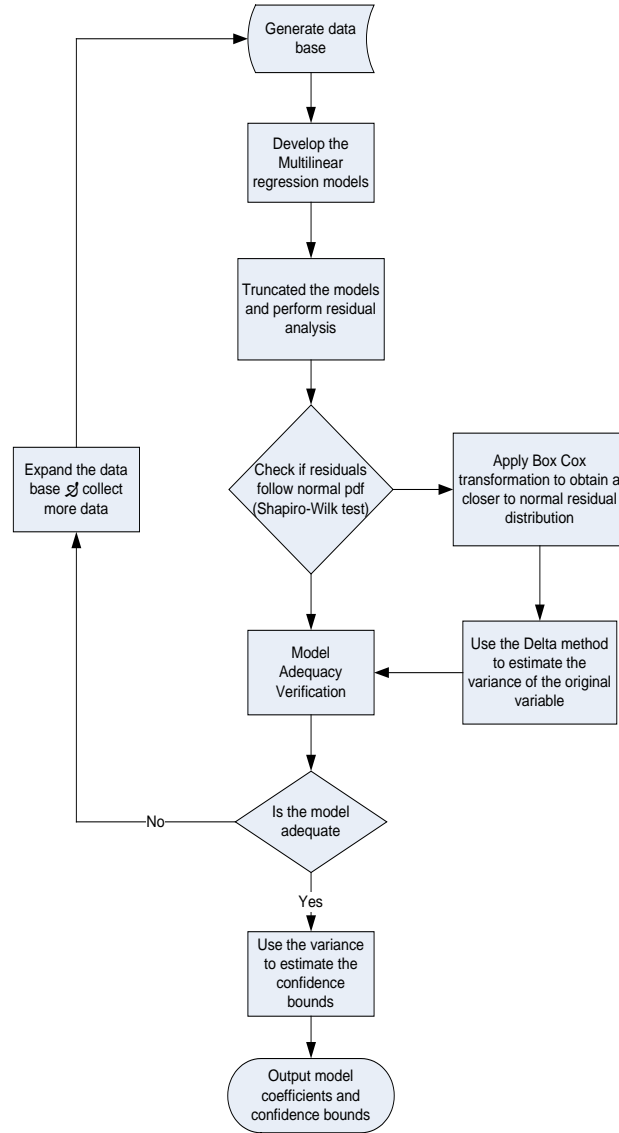 Generate data
base
Develop the
Multilinear
regression models
Truncated the models
and perform residual
analysis
Check if residuals
follow normal pdf
(Shapiro-Wilk test)
Apply Box Cox
transformation to obtain a
closer to normal residual
distribution
Expand the data
base & collect
more data
Use the Delta method
to estimate the
variance of the original
variable
Model
Adequacy
Verification
Is the model
adequate
No
Yes
Use the variance
to estimate the
confidence
bounds
Output model
coefficients and
confidence bounds